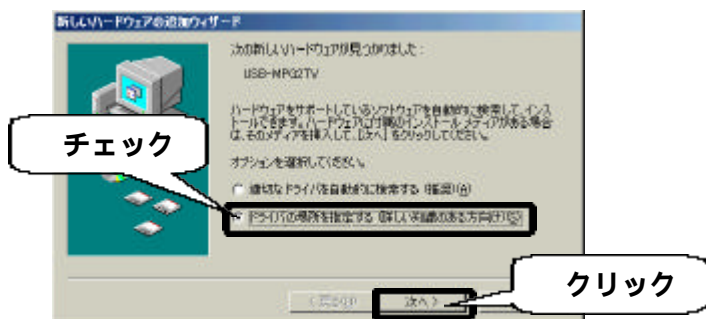 新しいハードウェアの追加ウィザード
次の新しいハードウェアが見つかりました:
USB-MPG2TV
ハードウェアをサポートしているソフトウェアを自動的に検索して、インス
トールできます。ハードウェアに付属のインストール メディアがある場合
は、そのメディアを挿入して、[次へ] をクリックしてください。
チェック
オプションを選択してください。
適切なドライバを自動的に検索する (推奨)(A)
ドライバの場所を指定する (詳しい知識のある方向け)(S)
< 戻る(B)
次へ >
クリック